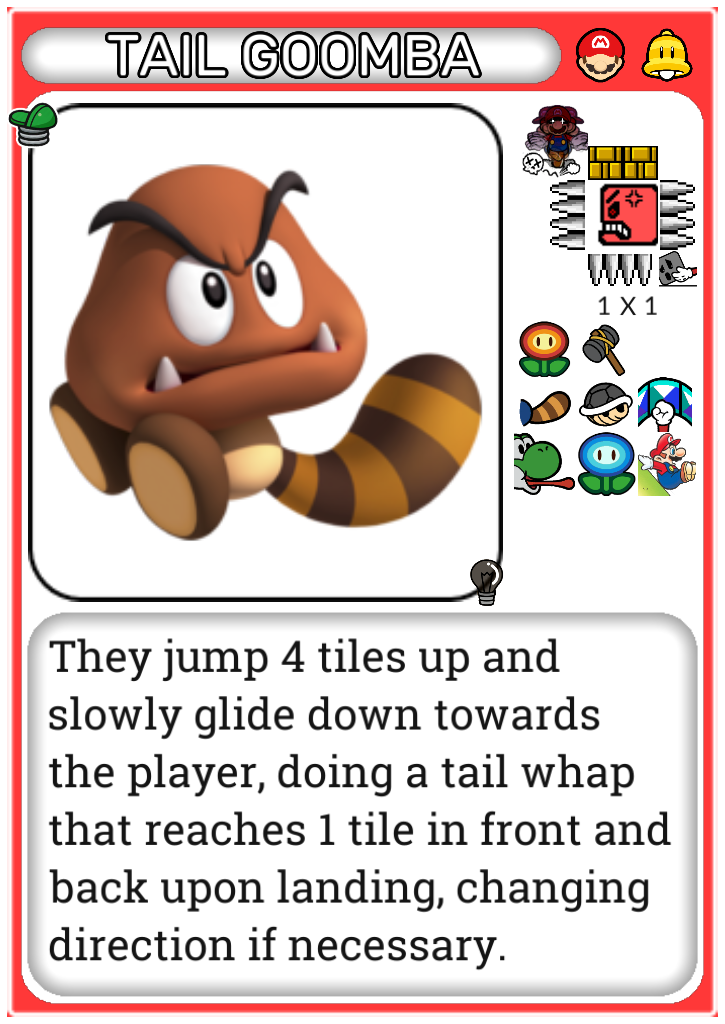 TAIL GOOMBA
1 X 1
They jump 4 tiles up and
slowly glide down towards
the player, doing a tail whap
that reaches 1 tile in front and
back upon landing, changing
direction if necessary.